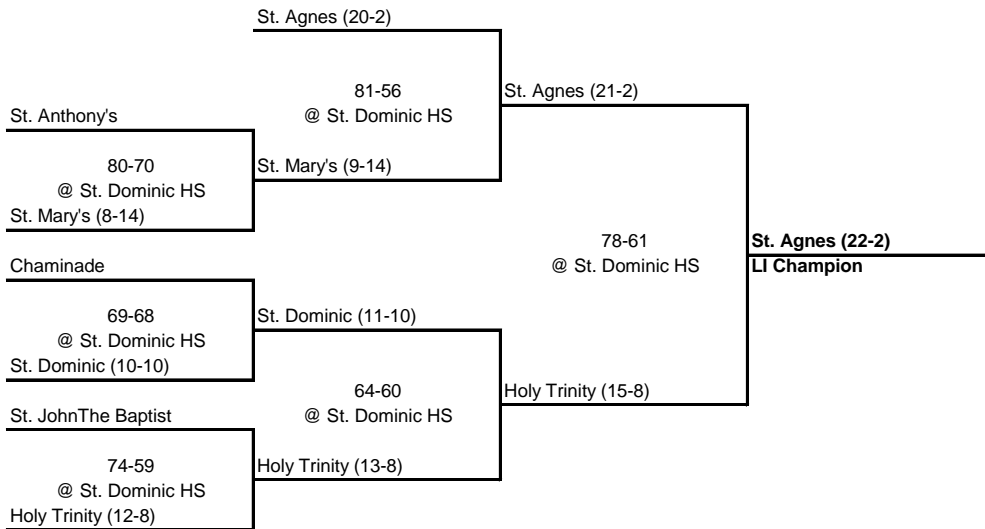 St. Agnes (20-2)
81-56
@ St. Dominic HS
St. Agnes (21-2)
St. Anthony's
80-70
@ St. Dominic HS
St. Mary's (9-14)
St. Mary's (8-14)
78-61
@ St. Dominic HS
St. Agnes (22-2)
LI Champion
Chaminade
69-68
@ St. Dominic HS
St. Dominic (11-10)
St. Dominic (10-10)
64-60
@ St. Dominic HS
Holy Trinity (15-8)
St. JohnThe Baptist
74-59
@ St. Dominic HS
Holy Trinity (13-8)
Holy Trinity (12-8)